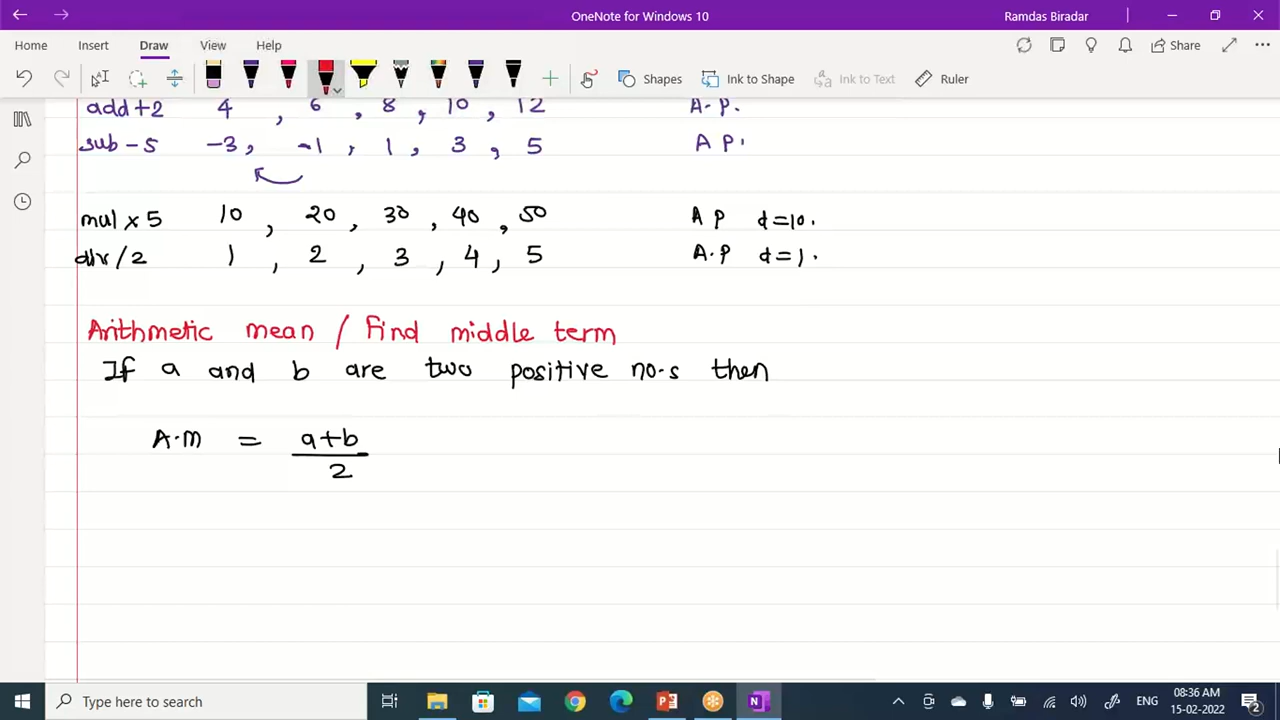 OneNote for Windows 10
Ramdas Biradar
Home Insert Draw View Help Share
Shapes Ink to Shape Ink to Text Ruler
add+2 4 , 6 , 8 , 10 , 12 A.P.
sub-5 -3, -1 , 1 , 3 , 5 A P.
mul x 5 10 , 20 , 30 , 40 , 50 A P d=10.
div/2 1 , 2 , 3 , 4 , 5 A.P d=1.
Arithmetic mean / Find middle term
If a and b are two positive no.s then
A.M = a+b
2
Type here to search
ENG
08:36 AM
15-02-2022
2